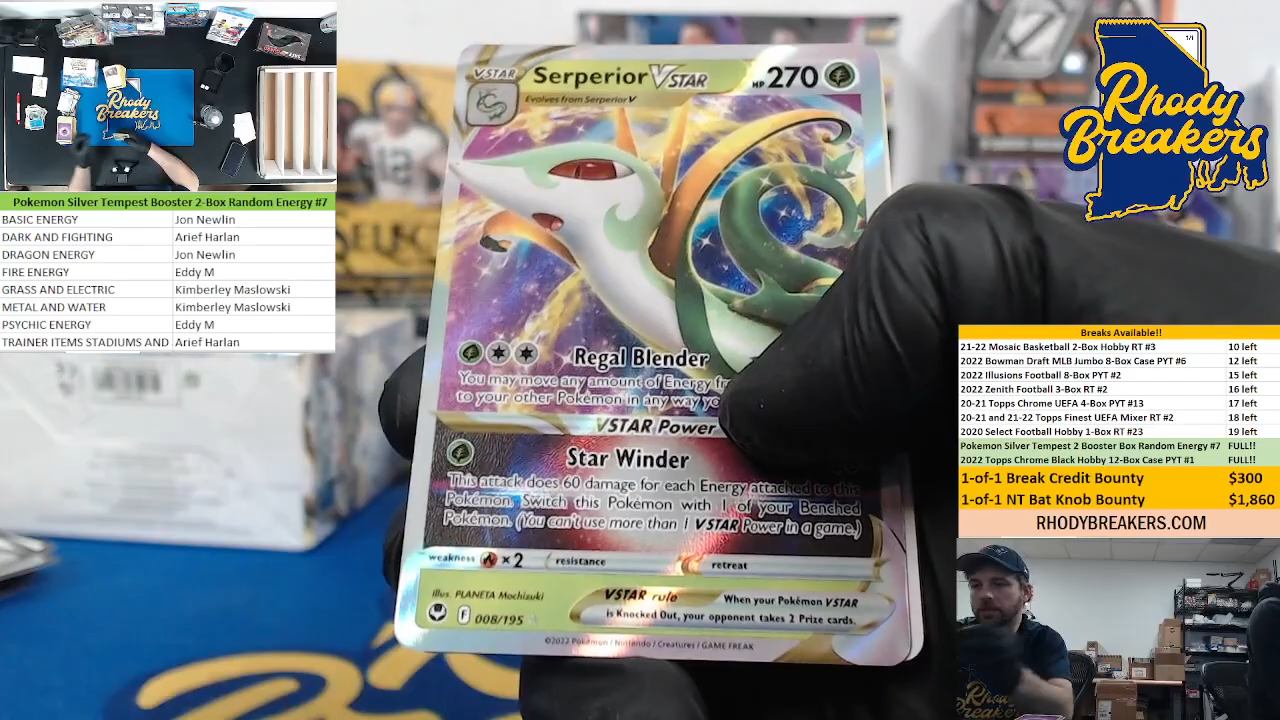 Pokemon Silver Tempest Booster 2-Box Random Energy #7
BASIC ENERGY Jon Newlin
DARK AND FIGHTING Arief Harlan
DRAGON ENERGY Jon Newlin
FIRE ENERGY Eddy M
GRASS AND ELECTRIC Kimberley Maslowski
METAL AND WATER Kimberley Maslowski
PSYCHIC ENERGY Eddy M
TRAINER ITEMS STADIUMS AND Arief Harlan
Rhody
Breakers
VSTAR Serperior VSTAR HP 270
Evolves from Serperior V
Regal Blender
You may move any amount of Energy
to your other Pokémon in any way
VSTAR Power
Star Winder
This attack does 60 damage for each Energy attached to this
Pokémon. Switch this Pokémon with 1 of your Benched
Pokémon. (You can't use more than 1 VSTAR Power in a game.)
weakness ×2 resistance retreat
Illus. PLANETA Mochizuki
F 008/195
VSTAR rule When your Pokémon VSTAR
is Knocked Out, your opponent takes 2 Prize cards.
©2022 Pokémon / Nintendo / Creatures / GAME FREAK
12
SELEC
1/1
Rhody
Breakers
Breaks Available!!
21-22 Mosaic Basketball 2-Box Hobby RT #3 10 left
2022 Bowman Draft MLB Jumbo 8-Box Case PYT #6 12 left
2022 Illusions Football 8-Box PYT #2 15 left
2022 Zenith Football 3-Box RT #2 16 left
20-21 Topps Chrome UEFA 4-Box PYT #13 17 left
20-21 and 21-22 Topps Finest UEFA Mixer RT #2 18 left
2020 Select Football Hobby 1-Box RT #23 19 left
Pokemon Silver Tempest 2 Booster Box Random Energy #7 FULL!!
2022 Topps Chrome Black Hobby 12-Box Case PYT #1 FULL!!
1-of-1 Break Credit Bounty $300
1-of-1 NT Bat Knob Bounty $1,860
RHODYBREAKERS.COM
Rhody
Breakers